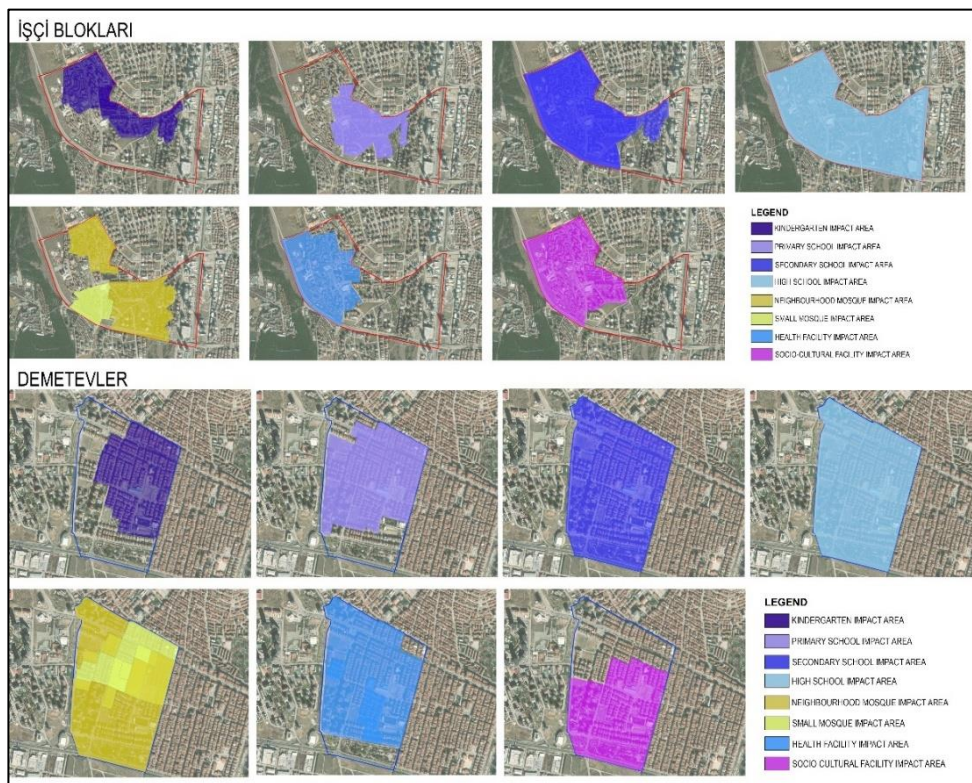 İŞÇİ BLOKLARI
LEGEND
KINDERGARTEN IMPACT AREA
PRIMARY SCHOOL IMPACT AREA
SECONDARY SCHOOL IMPACT AREA
HIGH SCHOOL IMPACT AREA
NEIGHBOURHOOD MOSQUE IMPACT AREA
SMALL MOSQUE IMPACT AREA
HEALTH FACILITY IMPACT AREA
SOCIO-CULTURAL FACILITY IMPACT AREA
DEMETEVLER
LEGEND
KINDERGARTEN IMPACT AREA
PRIMARY SCHOOL IMPACT AREA
SECONDARY SCHOOL IMPACT AREA
HIGH SCHOOL IMPACT AREA
NEIGHBOURHOOD MOSQUE IMPACT AREA
SMALL MOSQUE IMPACT AREA
HEALTH FACILITY IMPACT AREA
SOCIO CULTURAL FACILITY IMPACT AREA